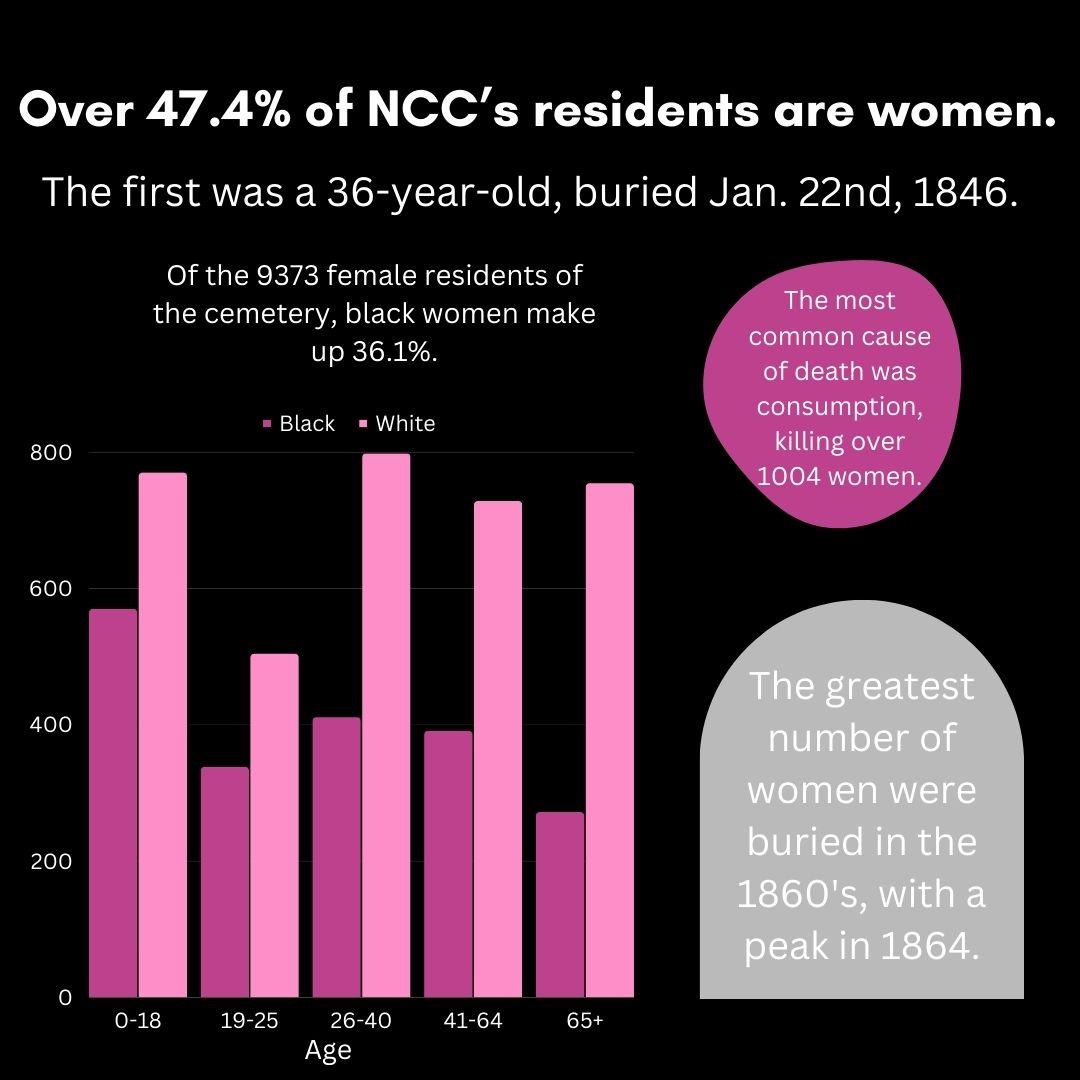 Over 47.4% of NCC’s residents are women.
The first was a 36-year-old, buried Jan. 22nd, 1846.
Of the 9373 female residents of
the cemetery, black women make
up 36.1%.
The most
common cause
of death was
consumption,
killing over
1004 women.
Black White
800
600
400
200
0
0-18 19-25 26-40 41-64 65+
Age
The greatest
number of
women were
buried in the
1860's, with a
peak in 1864.